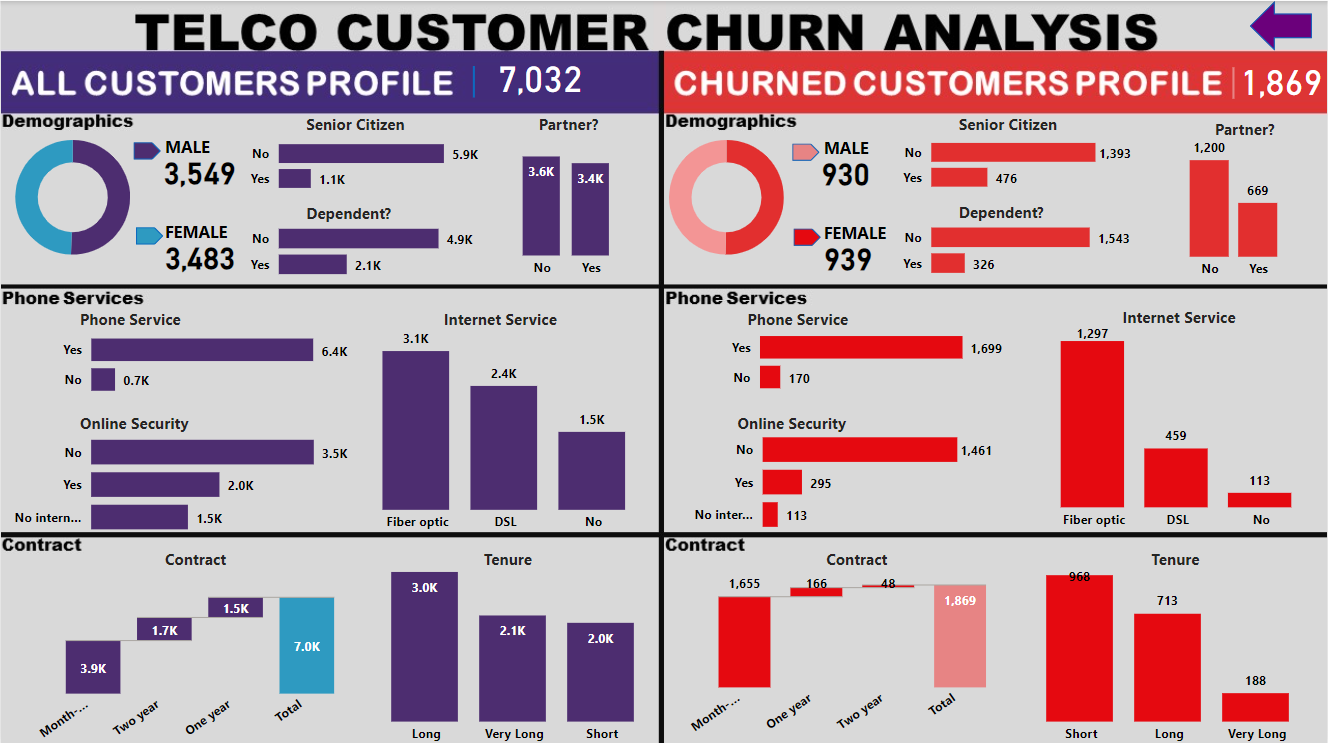 TELCO CUSTOMER CHURN ANALYSIS
ALL CUSTOMERS PROFILE | 7,032
Demographics
MALE
3,549
FEMALE
3,483
Senior Citizen
No 5.9K
Yes 1.1K
Dependent?
No 4.9K
Yes 2.1K
Partner?
3.6K 3.4K
No Yes
Phone Services
Phone Service
Yes 6.4K
No 0.7K
Online Security
No 3.5K
Yes 2.0K
No intern... 1.5K
Internet Service
3.1K 2.4K 1.5K
Fiber optic DSL No
Contract
Contract
3.9K 1.7K 1.5K 7.0K
Month-... Two year One year Total
Tenure
3.0K 2.1K 2.0K
Long Very Long Short
CHURNED CUSTOMERS PROFILE | 1,869
Demographics
MALE
930
FEMALE
939
Senior Citizen
No 1,393
Yes 476
Dependent?
No 1,543
Yes 326
Partner?
1,200 669
No Yes
Phone Services
Phone Service
Yes 1,699
No 170
Online Security
No 1,461
Yes 295
No inter... 113
Internet Service
1,297 459 113
Fiber optic DSL No
Contract
Contract
1,655 166 48 1,869
Month-... One year Two year Total
Tenure
968 713 188
Short Long Very Long